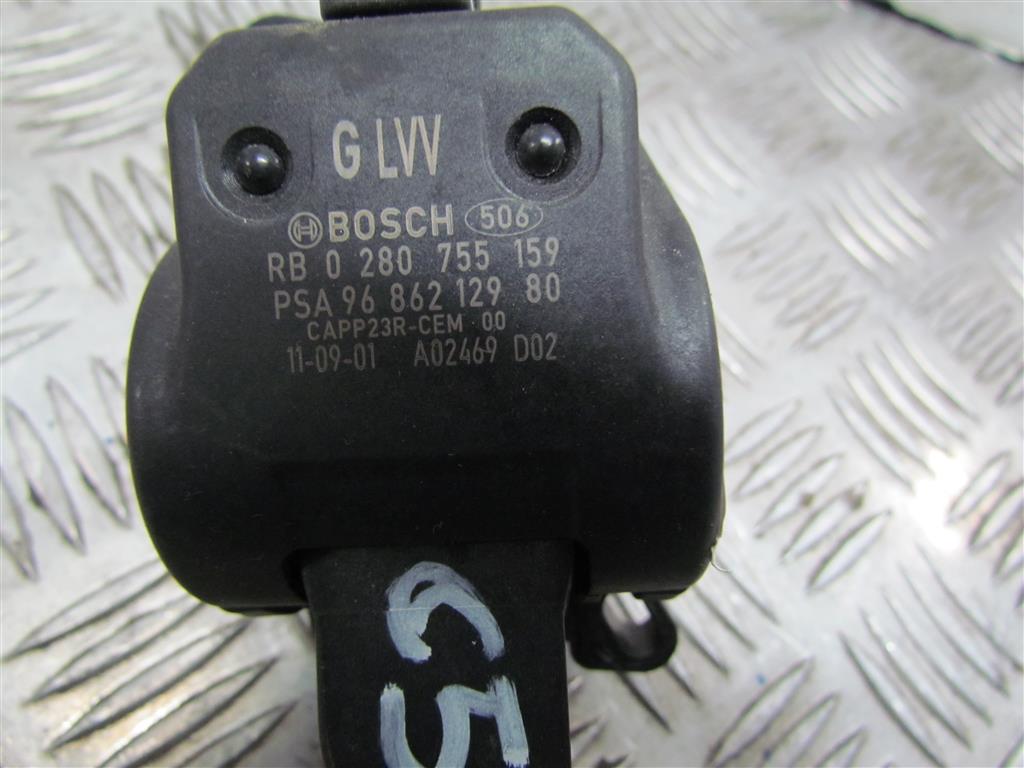 G LW
BOSCH 506
RB 0 280 755 159
PSA 96 862 129 80
CAPP23R-CEM 00
11-09-01 A02469 D02
C5